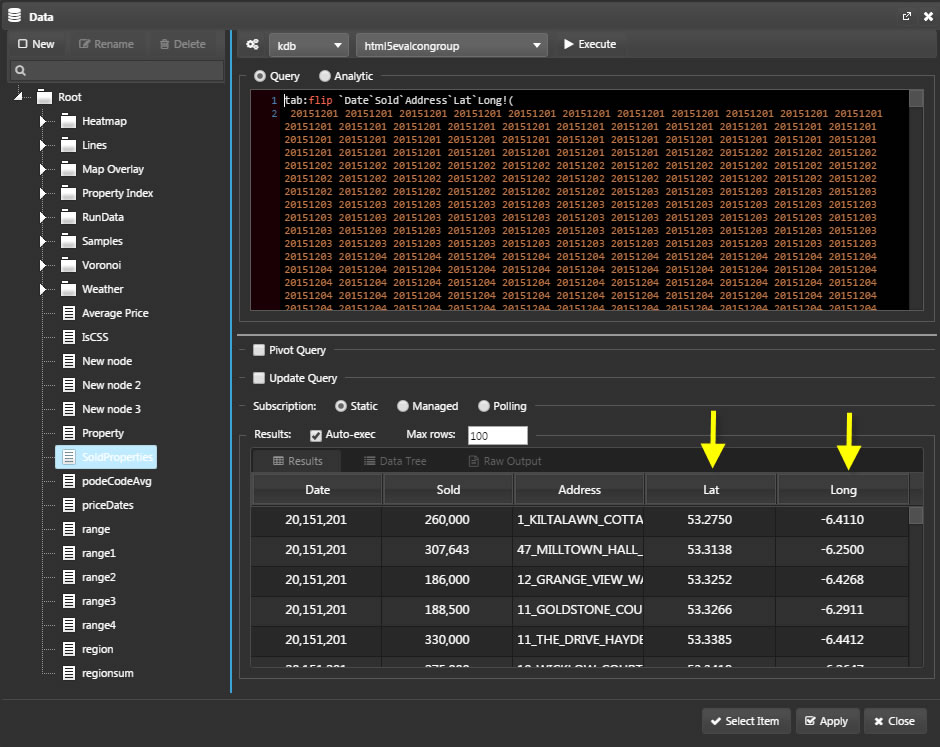 Data
New
Rename
Delete
Root
Heatmap
Lines
Map Overlay
Property Index
RunData
Samples
Voronoi
Weather
Average Price
IsCSS
New node
New node 2
New node 3
Property
SoldProperties
podeCodeAvg
priceDates
range
range1
range2
range3
range4
region
regionsum
kdb
html5evalcongroup
Execute
Query
Analytic
1 tab:flip `Date`Sold`Address`Lat`Long!(
2 20151201 20151201 20151201 20151201 20151201 20151201 20151201 20151201 20151201 20151201 20151201
20151201 20151201 20151201 20151201 20151201 20151201 20151201 20151201 20151201 20151201 20151201
20151201 20151201 20151201 20151201 20151201 20151201 20151201 20151201 20151201 20151201 20151201
20151201 20151201 20151201 20151201 20151201 20151201 20151201 20151202 20151202 20151202 20151202
20151202 20151202 20151202 20151202 20151202 20151202 20151202 20151202 20151202 20151202 20151202
20151202 20151202 20151202 20151202 20151202 20151202 20151202 20151202 20151202 20151202 20151202
20151202 20151202 20151202 20151202 20151202 20151202 20151202 20151202 20151202 20151203 20151203
20151203 20151203 20151203 20151203 20151203 20151203 20151203 20151203 20151203 20151203 20151203
20151203 20151203 20151203 20151203 20151203 20151203 20151203 20151203 20151203 20151203 20151203
20151203 20151203 20151203 20151203 20151203 20151203 20151203 20151203 20151203 20151203 20151203
20151203 20151203 20151203 20151203 20151203 20151203 20151203 20151203 20151203 20151203 20151203
20151204 20151204 20151204 20151204 20151204 20151204 20151204 20151204 20151204 20151204 20151204
20151204 20151204 20151204 20151204 20151204 20151204 20151204 20151204 20151204 20151204 20151204
20151204 20151204 20151204 20151204 20151204 20151204 20151204 20151204 20151204 20151204 20151204
20151204 20151204 20151204 20151204 20151204 20151204 20151204 20151204 20151204 20151204 20151204
Pivot Query
Update Query
Subscription: Static Managed Polling
Results: Auto-exec Max rows: 100
Results Data Tree Raw Output
Date Sold Address Lat Long
20,151,201 260,000 1_KILTALAWN_COTTA 53.2750 -6.4110
20,151,201 307,643 47_MILLTOWN_HALL_ 53.3138 -6.2500
20,151,201 186,000 12_GRANGE_VIEW_WA 53.3252 -6.4268
20,151,201 188,500 11_GOLDSTONE_COU 53.3266 -6.2911
20,151,201 330,000 11_THE_DRIVE_HAYDE 53.3385 -6.4412
Select Item
Apply
Close